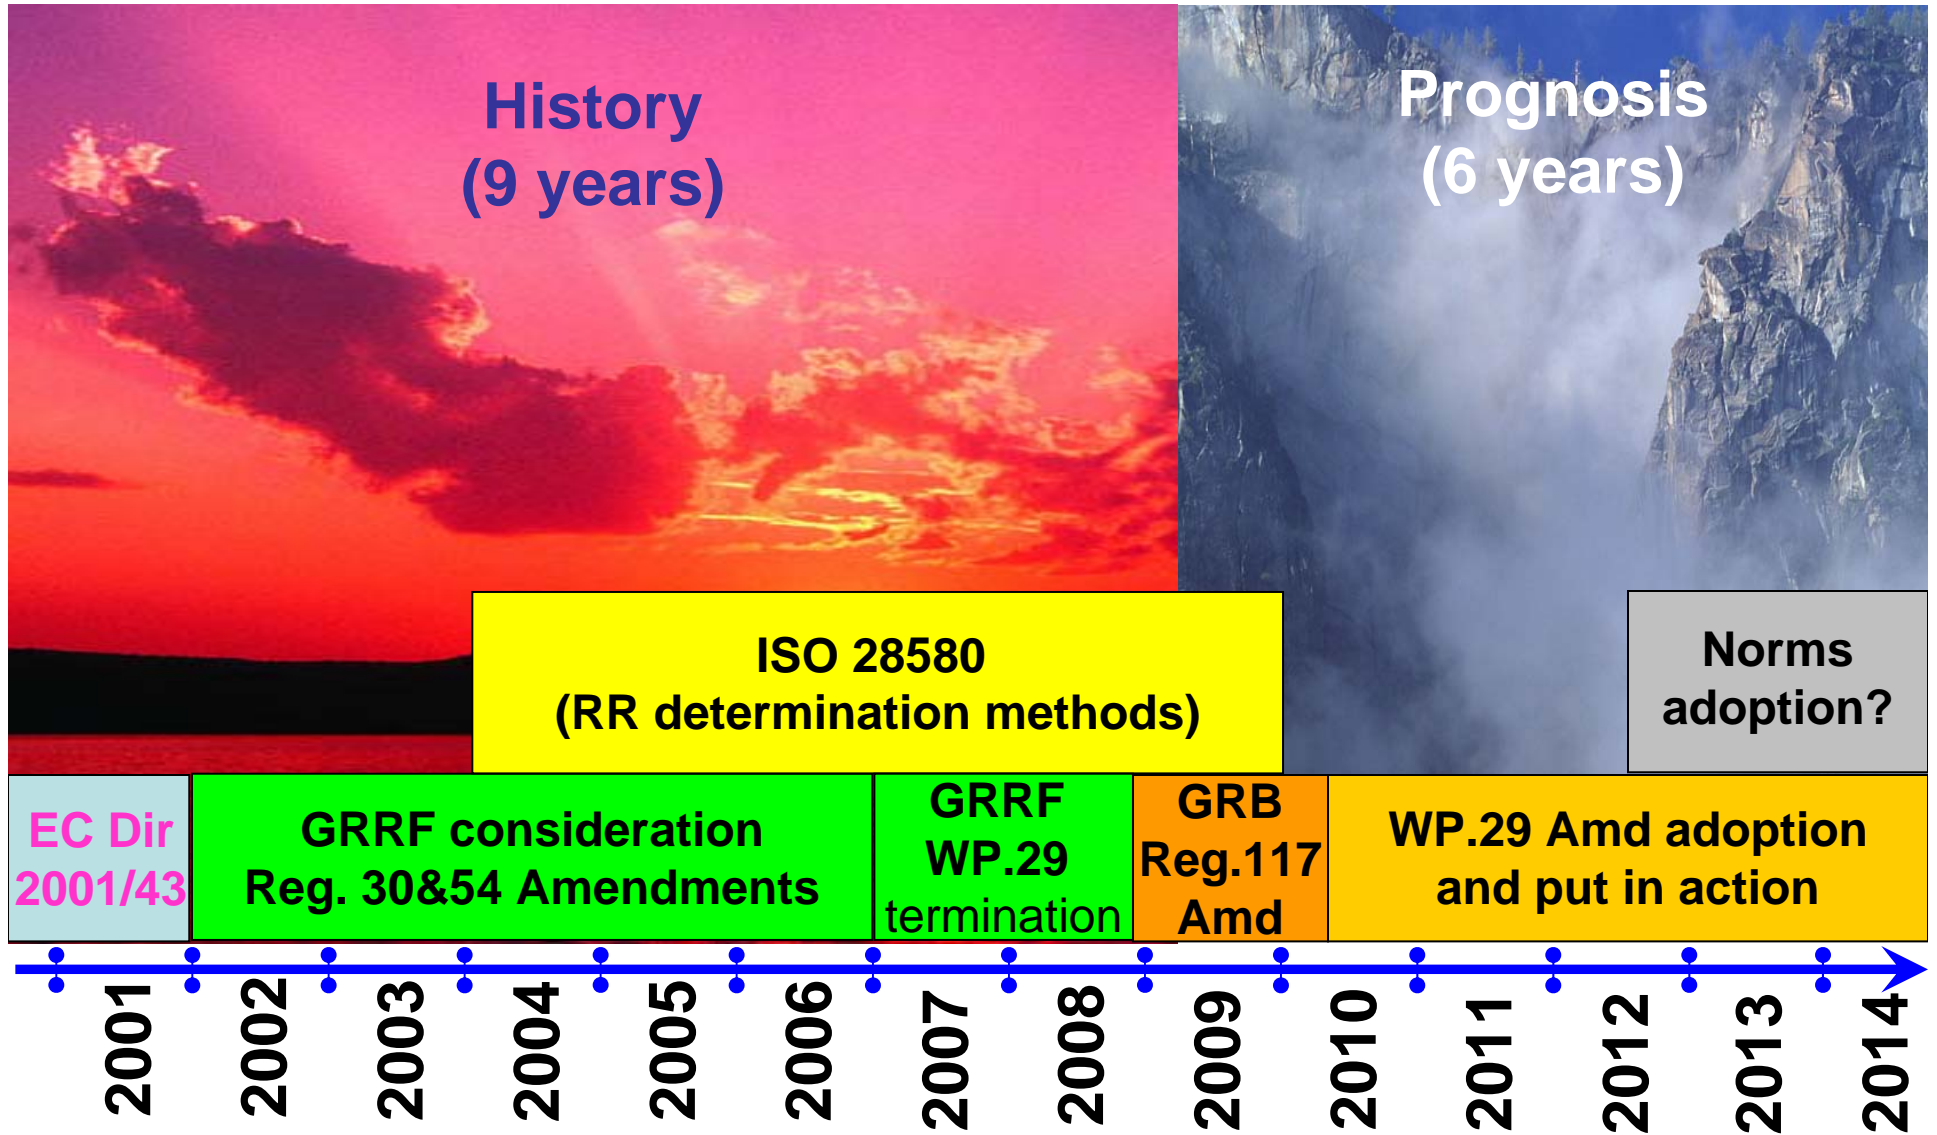 History
(9 years)
Prognosis
(6 years)
ISO 28580
(RR determination methods)
Norms
adoption?
EC Dir
2001/43
GRRF consideration
Reg. 30&54 Amendments
GRRF
WP.29
termination
GRB
Reg.117
Amd
WP.29 Amd adoption
and put in action
2001
2002
2003
2004
2005
2006
2007
2008
2009
2010
2011
2012
2013
2014